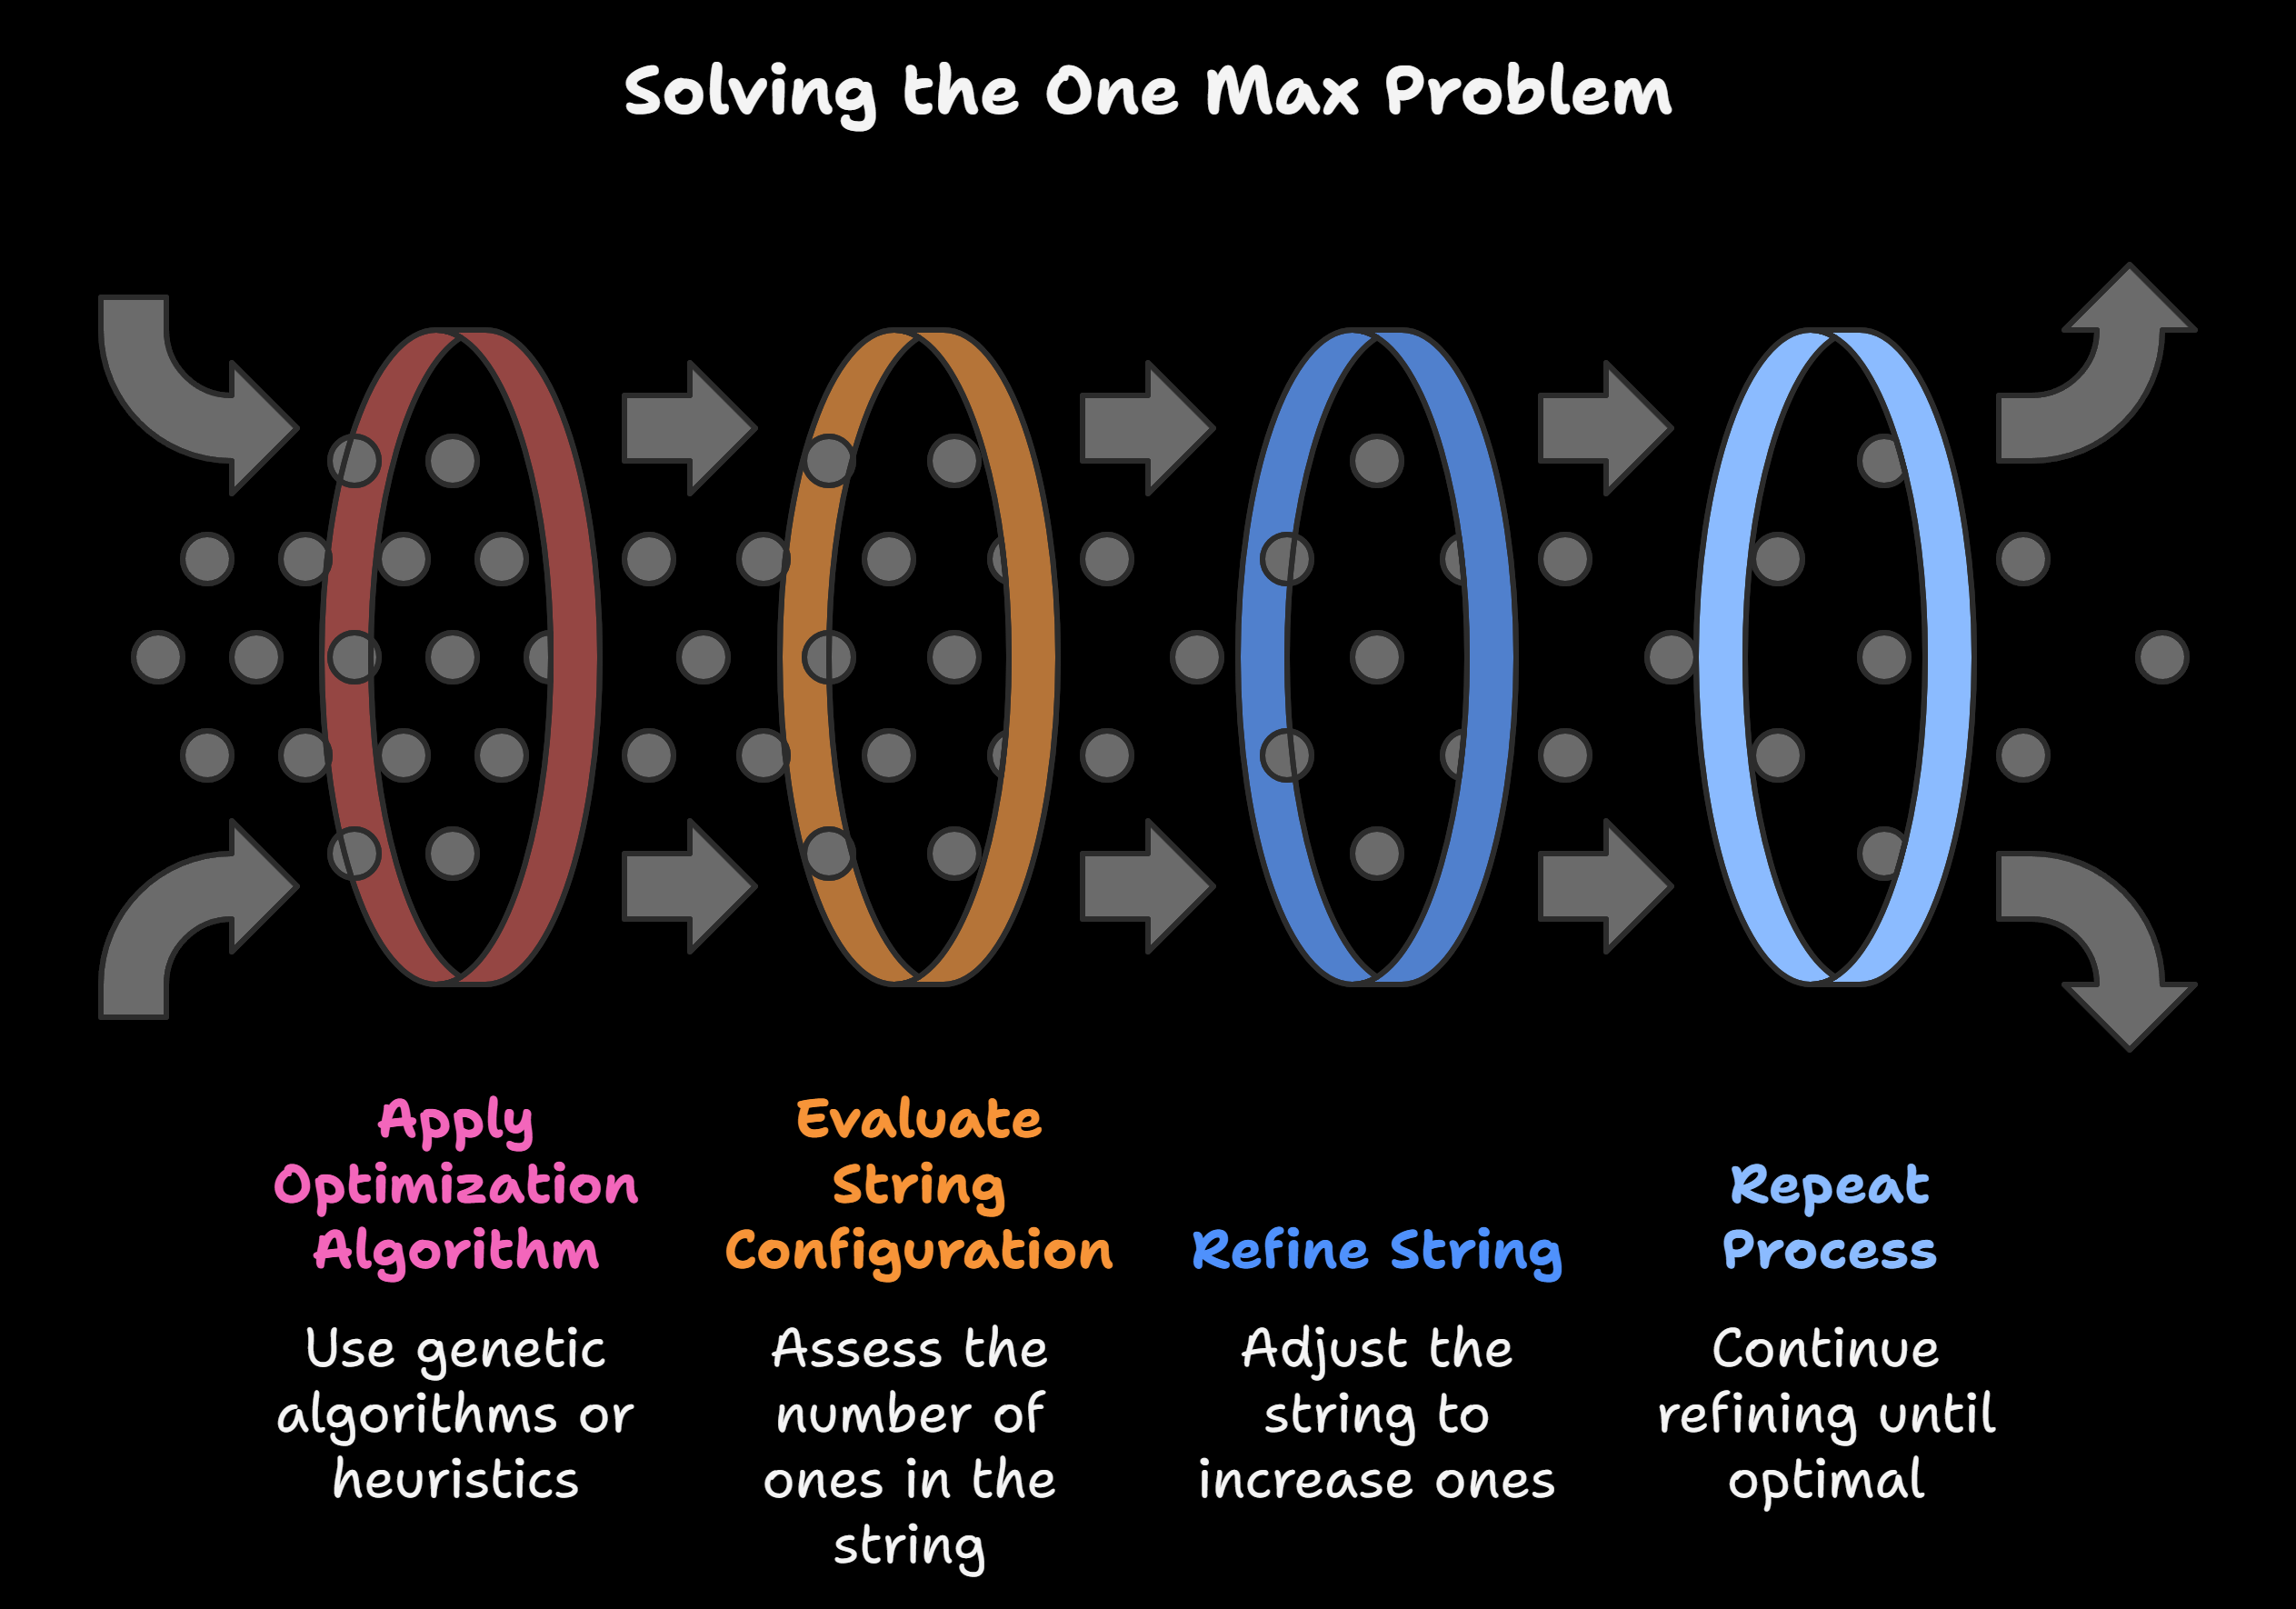 Solving the One Max Problem
Apply
Optimization
Algorithm
Use genetic
algorithms or
heuristics
Evaluate
String
Configuration
Assess the
number of
ones in the
string
Refine String
Adjust the
string to
increase ones
Repeat
Process
Continue
refining until
optimal